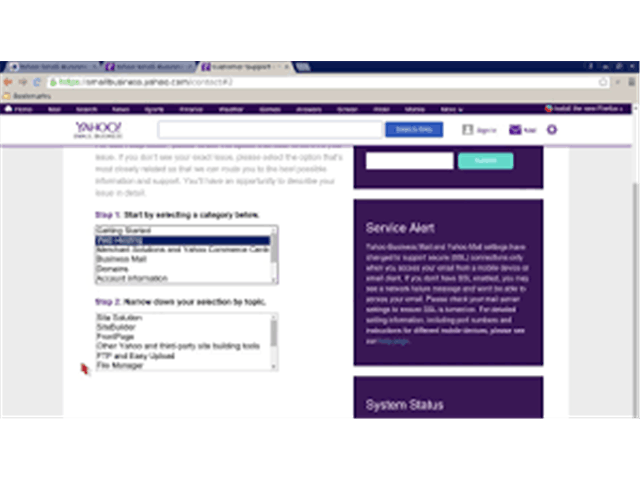 https://smallbusiness.yahoo.com/contact#2
Bookmarks
Home Mail Search News Sports Finance Weather Games Answers Screen Flickr Mobile More
Install the new Firefox »
YAHOO!
SMALL BUSINESS
Search Web
Sign In
Mail
issue. If you don't see your exact issue, please select the option that's
most closely related so that we can route you to the best possible
information and support. You'll have an opportunity to describe your
issue in detail.
Step 1. Start by selecting a category below.
Getting Started
Web Hosting
Merchant Solutions and Yahoo Commerce Centr
Business Mail
Domains
Account Information
Step 2. Narrow down your selection by topic.
Site Solution
SiteBuilder
FrontPage
Other Yahoo and third-party site building tools
FTP and Easy Upload
File Manager
Submit
Service Alert
Yahoo Business Mail and Yahoo Mail settings have
changed to support secure (SSL) connections only
when you access your email from a mobile device or
email client. If you don't have SSL enabled, you may
see a network failure message and won't be able to
access your email. Please check your mail server
settings to ensure SSL is turned on. For detailed
setting information, including port numbers and
instructions for different mobile devices, please see
our help page.
System Status